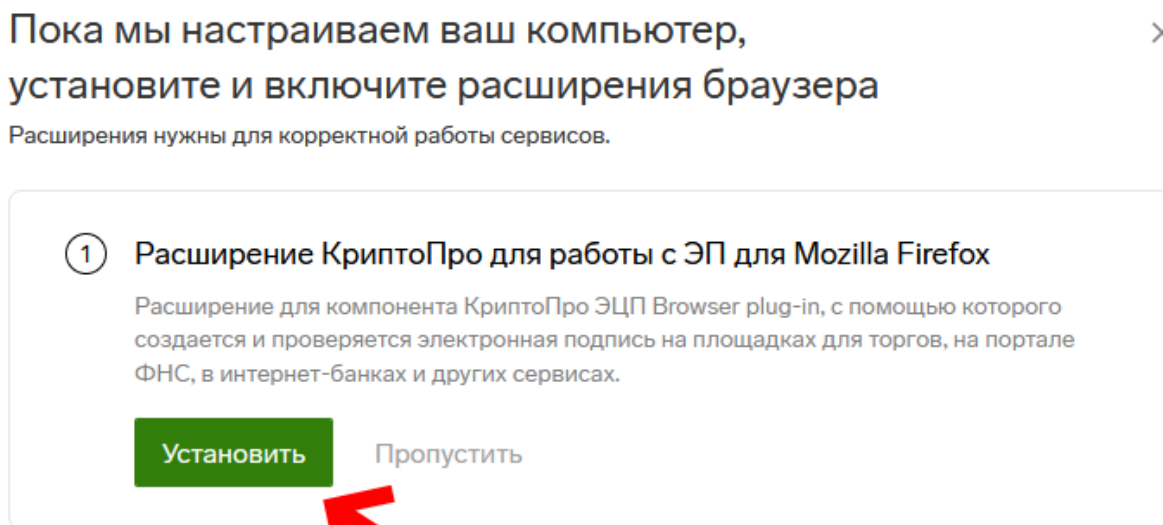 Пока мы настраиваем ваш компьютер,
установите и включите расширения браузера
Расширения нужны для корректной работы сервисов.
1 Расширение КриптоПро для работы с ЭП для Mozilla Firefox
Расширение для компонента КриптоПро ЭЦП Browser plug-in, с помощью которого
создается и проверяется электронная подпись на площадках для торгов, на портале
ФНС, в интернет-банках и других сервисах.
Установить Пропустить